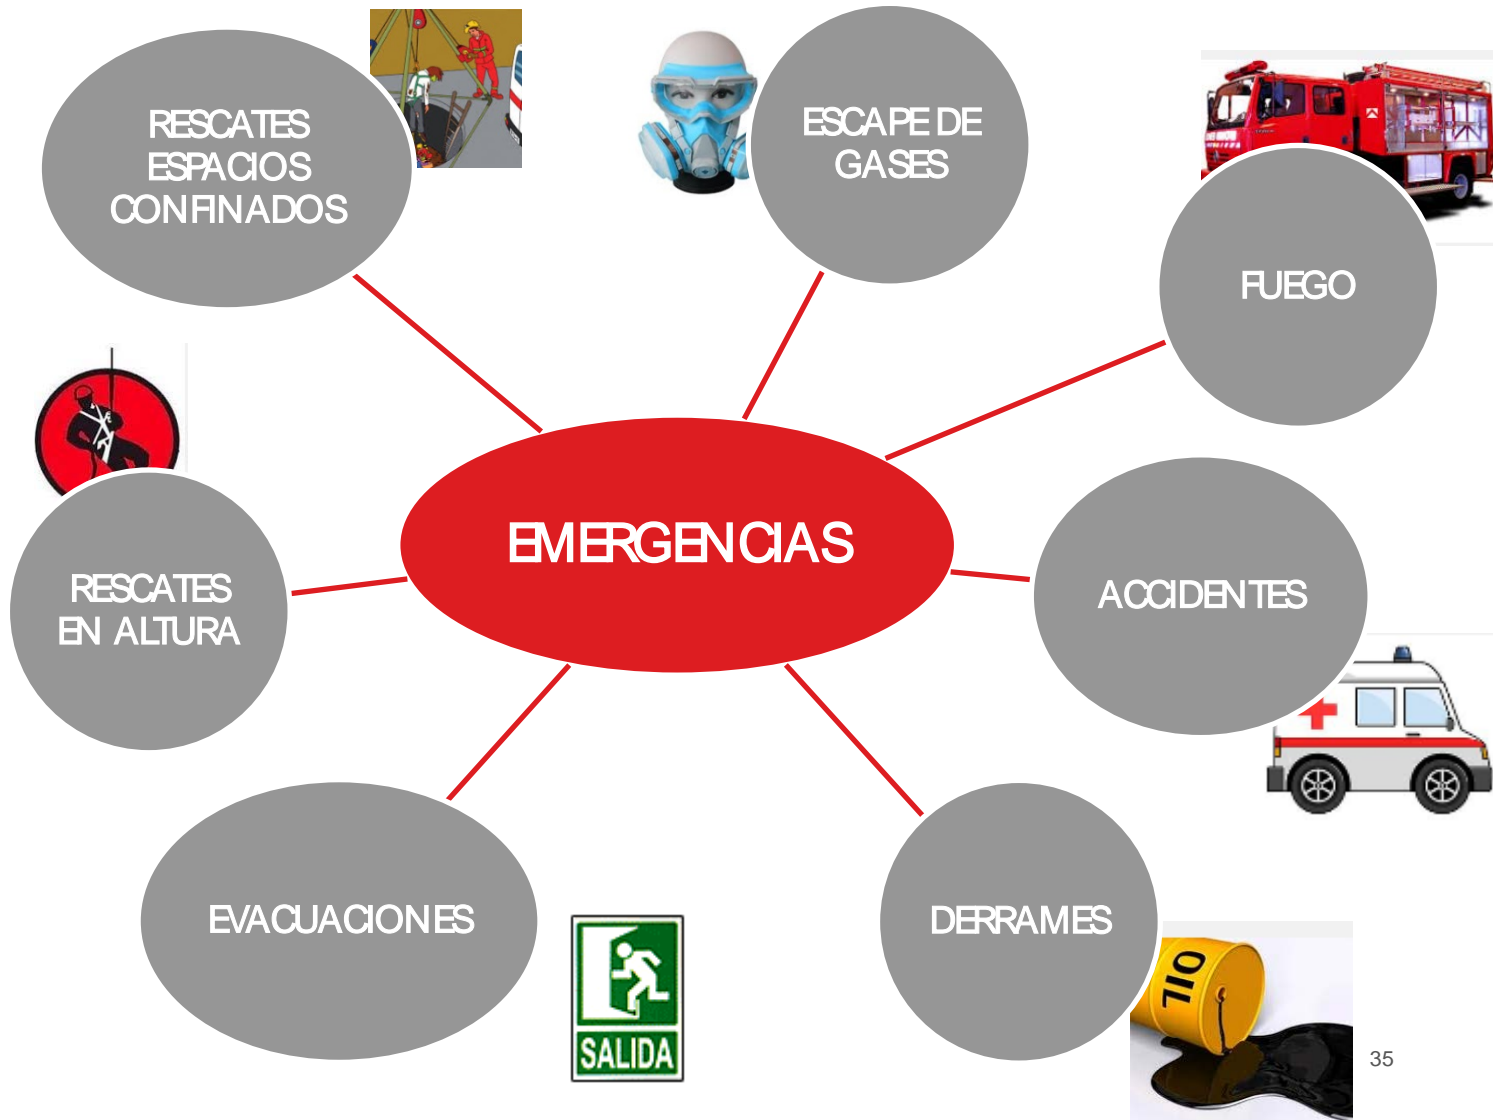 RESCATES
ESPACIOS
CONFINADOS
ESCAPE DE
GASES
FUEGO
EMERGENCIAS
RESCATES
EN ALTURA
ACCIDENTES
EVACUACIONES
DERRAMES
SALIDA
OIL
35